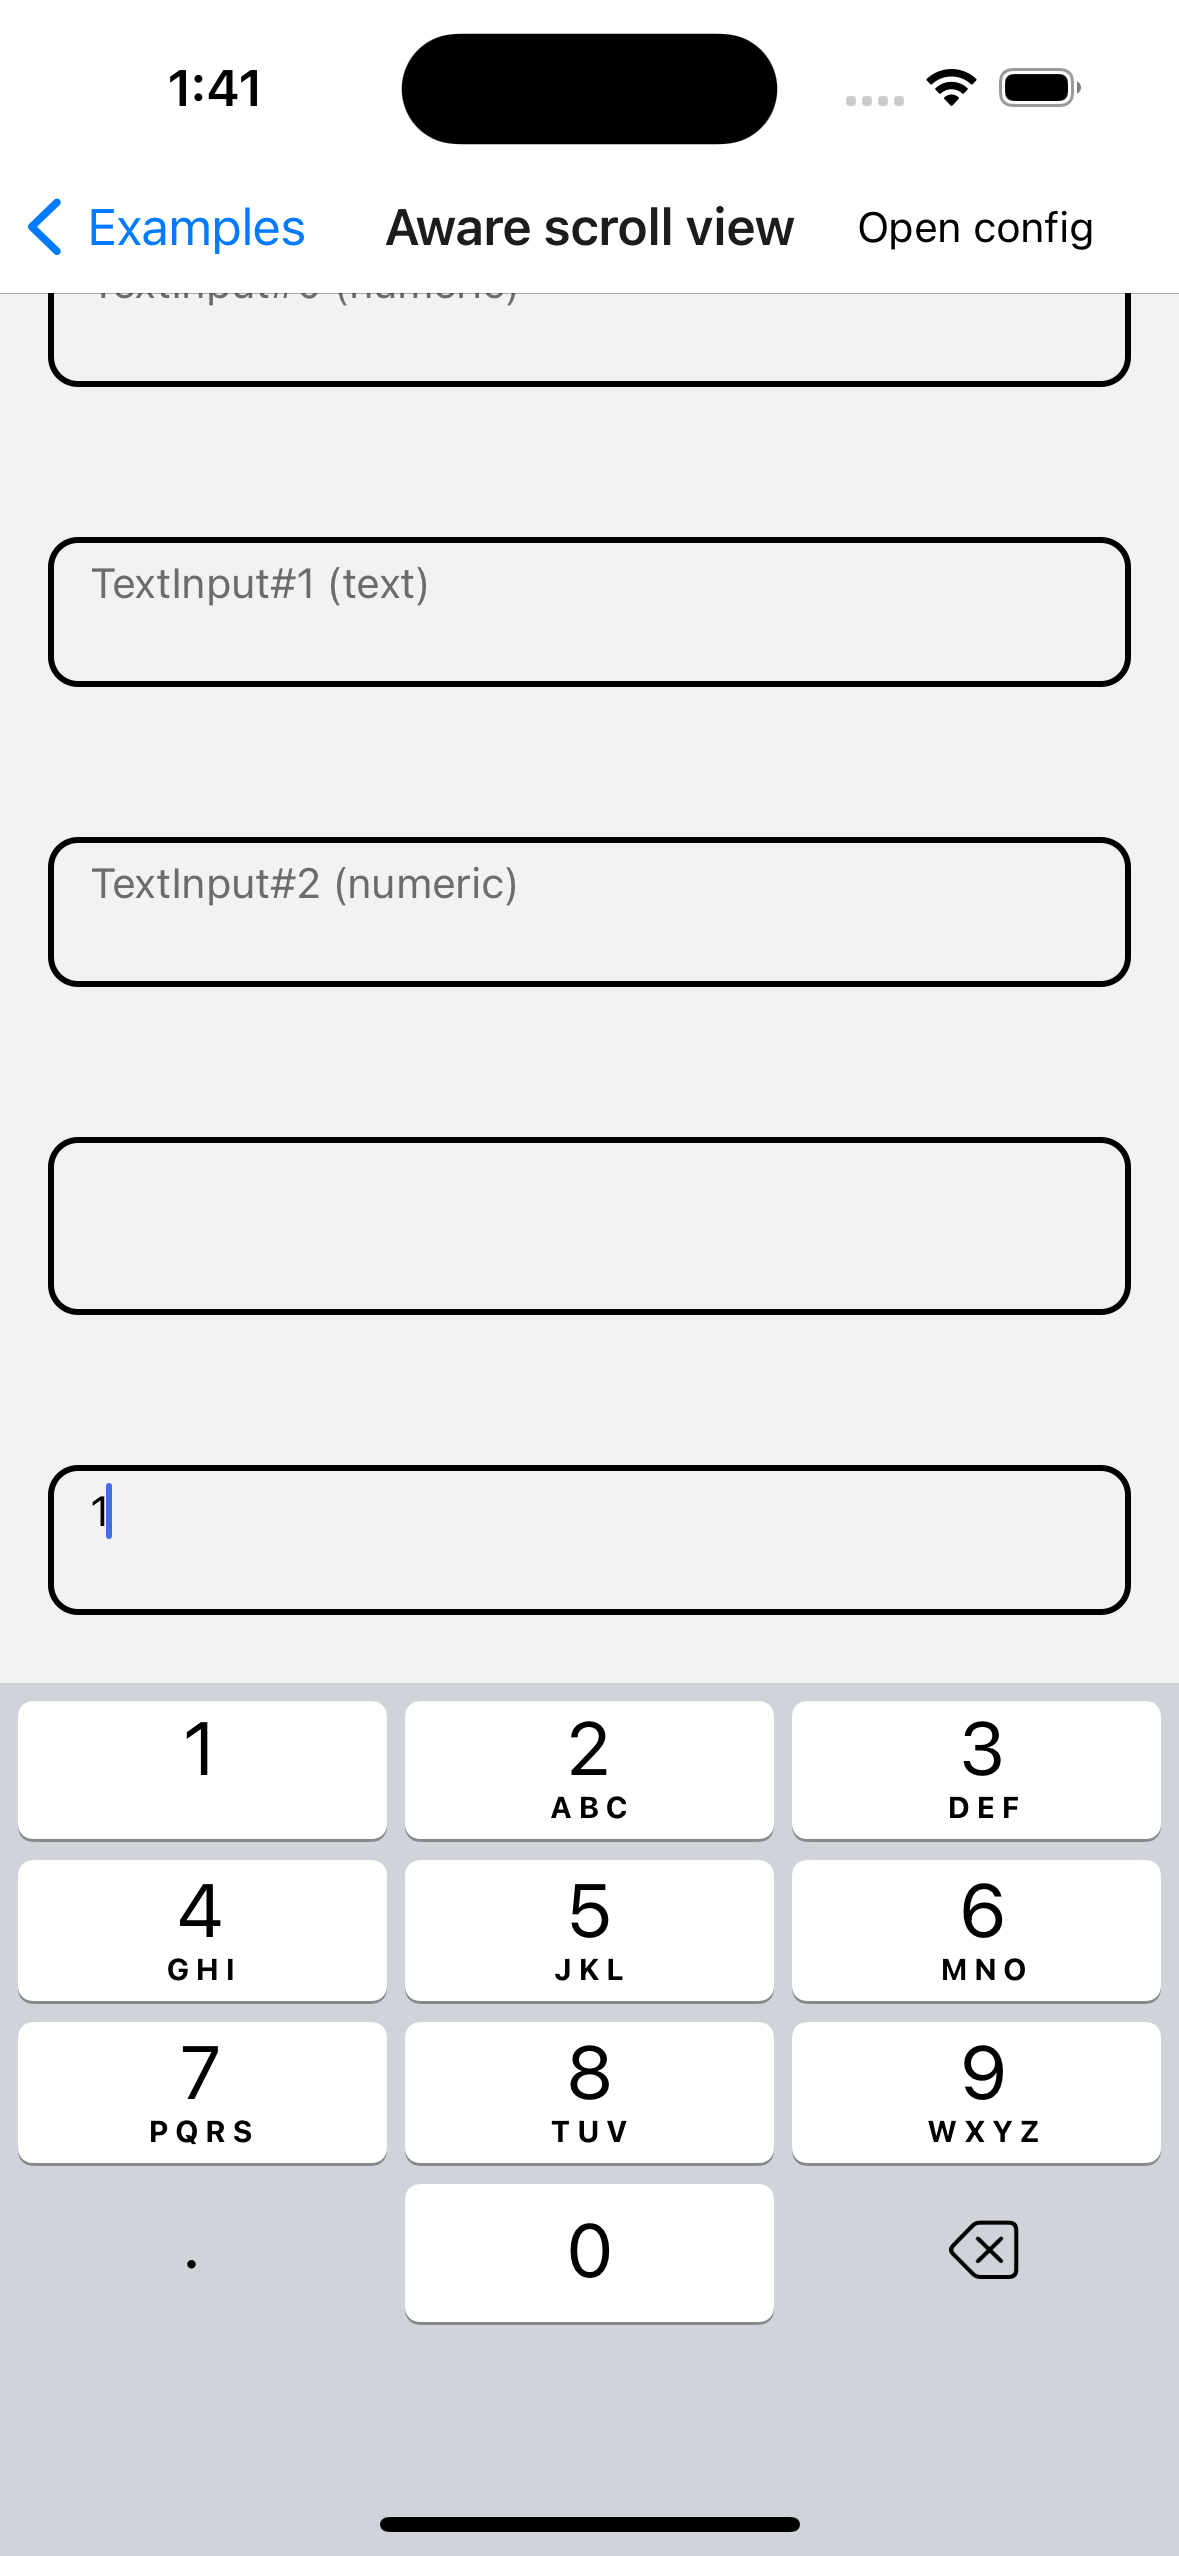 1:41
Examples
Aware scroll view
Open config
TextInput#1 (text)
TextInput#2 (numeric)
1
1
2
ABC
3
DEF
4
GHI
5
JKL
6
MNO
7
PQRS
8
TUV
9
WXYZ
.
0